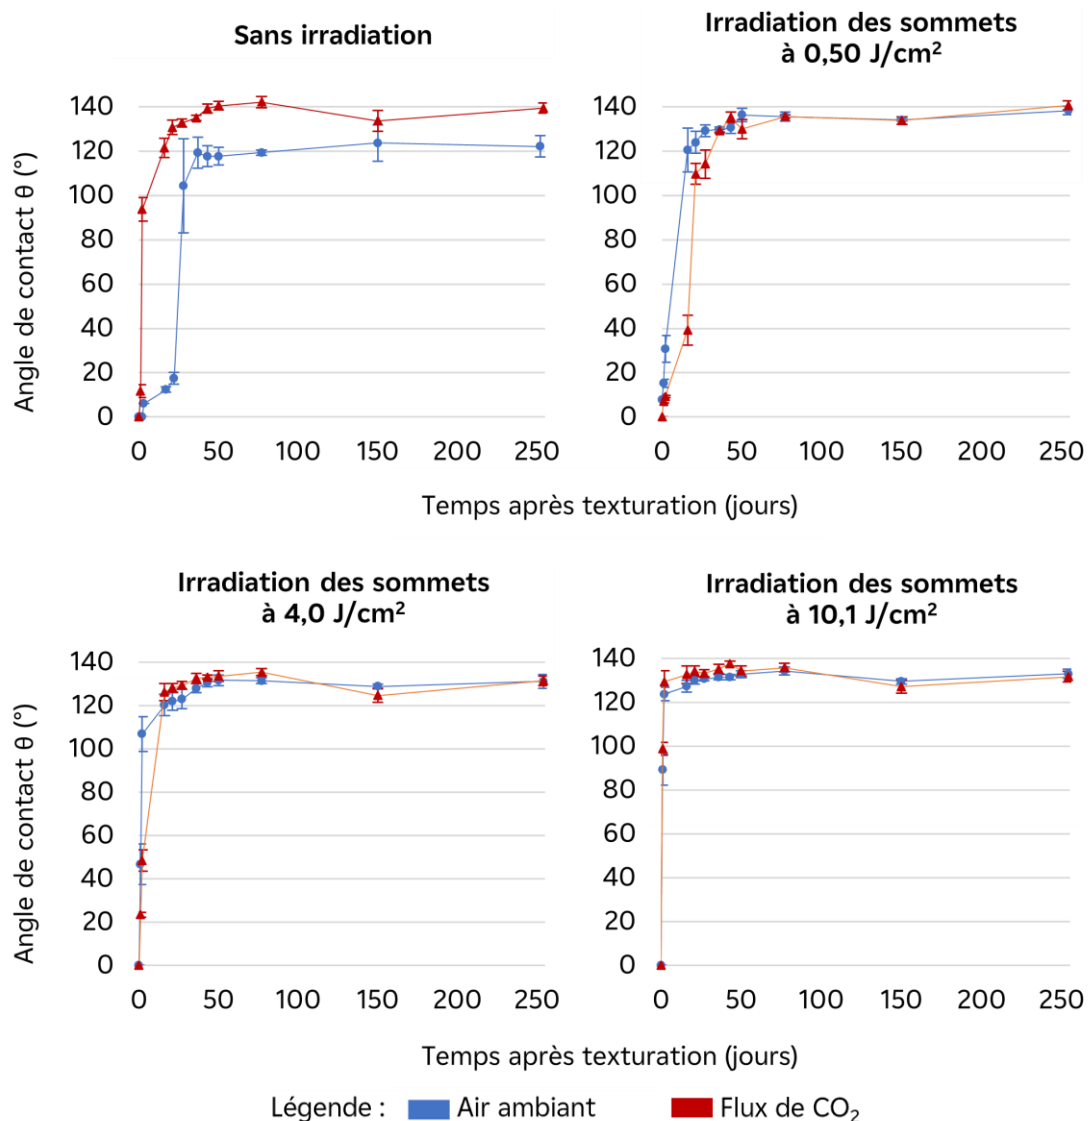 Sans irradiation
Irradiation des sommets
à 0,50 J/cm²
Angle de contact θ (°)
140
120
100
80
60
40
20
0
0 50 100 150 200 250
140
120
100
80
60
40
20
0
0 50 100 150 200 250
Temps après texturation (jours)
Irradiation des sommets
à 4,0 J/cm²
Irradiation des sommets
à 10,1 J/cm²
Angle de contact θ (°)
140
120
100
80
60
40
20
0
0 50 100 150 200 250
140
120
100
80
60
40
20
0
0 50 100 150 200 250
Temps après texturation (jours)
Légende : Air ambiant Flux de CO₂